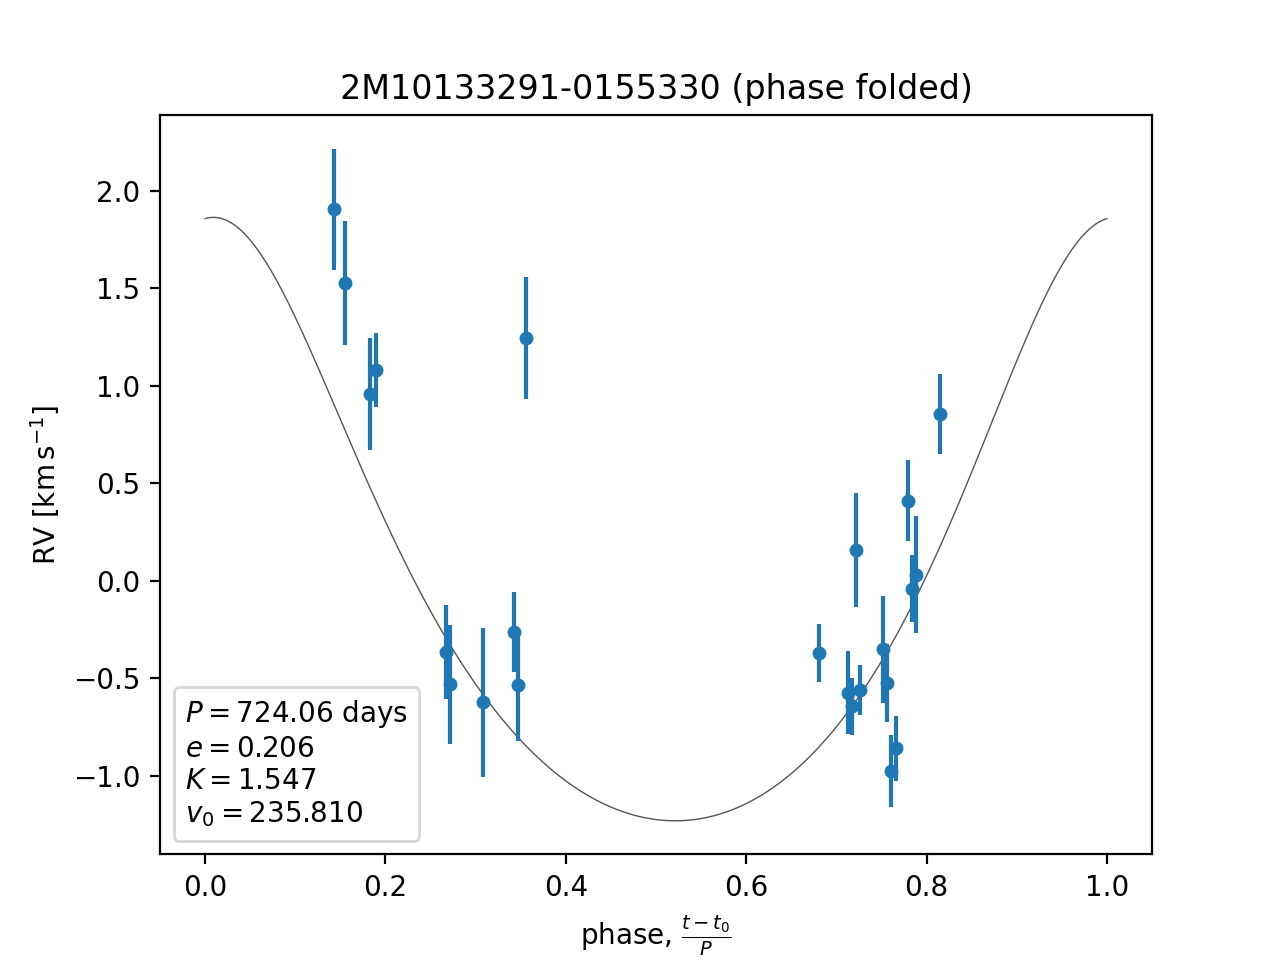 2M10133291-0155330 (phase folded)
RV [km s⁻¹]
2.0
1.5
1.0
0.5
0.0
−0.5
−1.0
P = 724.06 days
e = 0.206
K = 1.547
v₀ = 235.810
0.0 0.2 0.4 0.6 0.8 1.0
phase, (t − t₀)/P